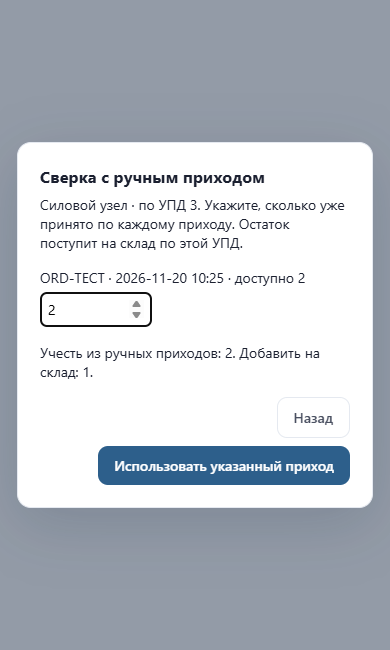 Сверка с ручным приходом
Силовой узел · по УПД 3. Укажите, сколько уже
принято по каждому приходу. Остаток
поступит на склад по этой УПД.
ORD-ТЕСТ · 2026-11-20 10:25 · доступно 2
2
Учесть из ручных приходов: 2. Добавить на
склад: 1.
Назад
Использовать указанный приход